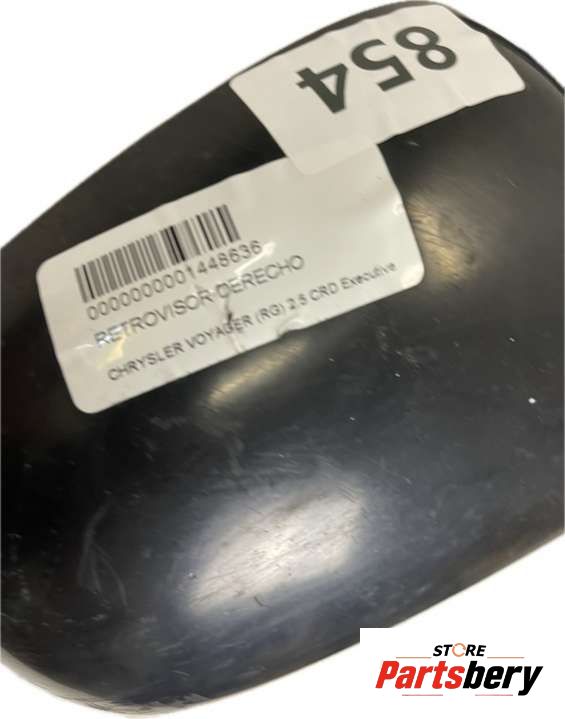 854
0000000001448636
RETROVISOR DERECHO
CHRYSLER VOYAGER (RG) 2.5 CRD Executive
STORE
Partsbery